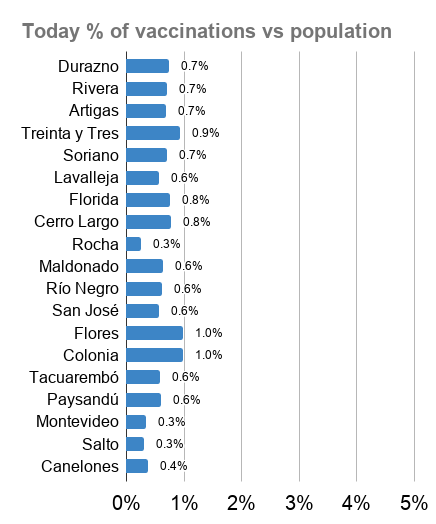 Today % of vaccinations vs population
Durazno 0.7%
Rivera 0.7%
Artigas 0.7%
Treinta y Tres 0.9%
Soriano 0.7%
Lavalleja 0.6%
Florida 0.8%
Cerro Largo 0.8%
Rocha 0.3%
Maldonado 0.6%
Río Negro 0.6%
San José 0.6%
Flores 1.0%
Colonia 1.0%
Tacuarembó 0.6%
Paysandú 0.6%
Montevideo 0.3%
Salto 0.3%
Canelones 0.4%
0% 1% 2% 3% 4% 5%